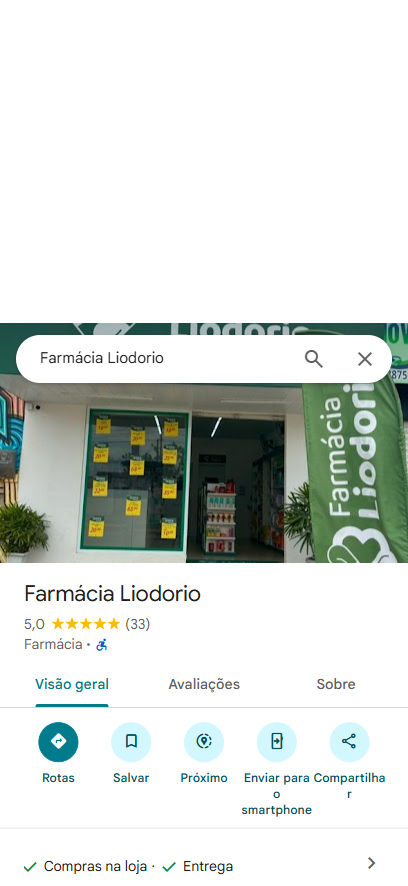 Liodorio
Farmácia Liodorio
Farmácia
Liodori
Farmácia Liodorio
5,0 (33)
Farmácia ·
Visão geral
Avaliações
Sobre
Rotas
Salvar
Próximo
Enviar para o smartphone
Compartilhar
Compras na loja · Entrega